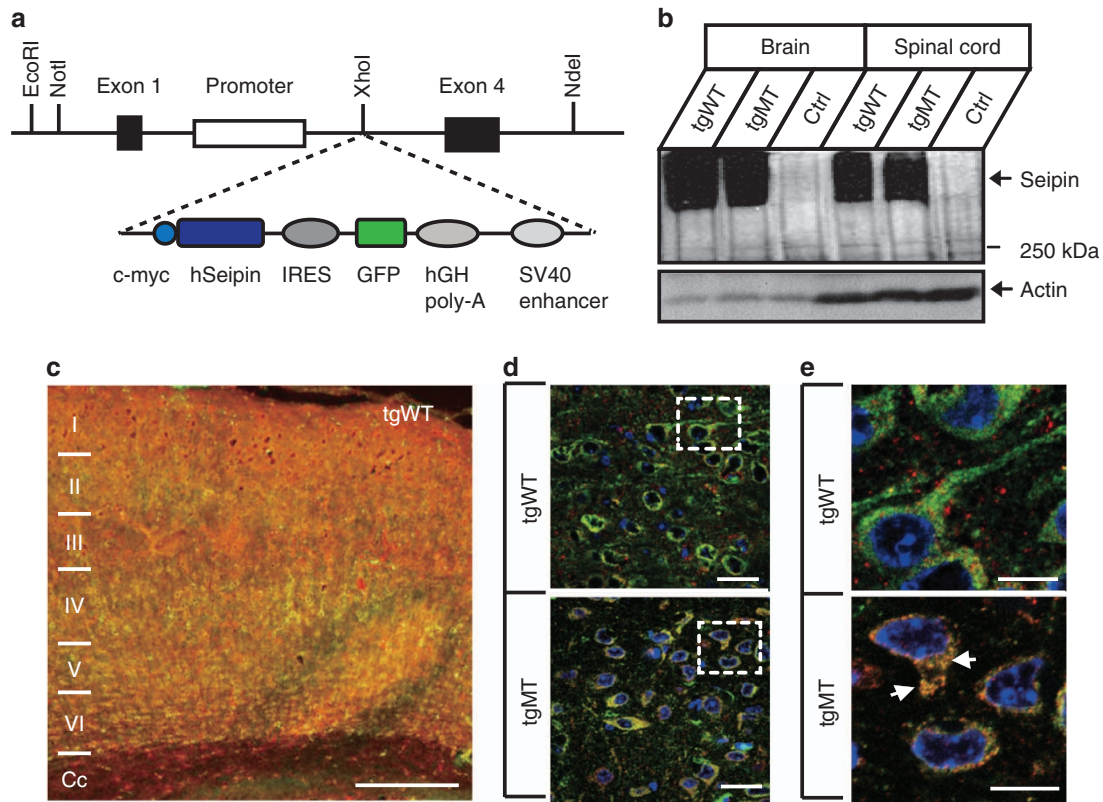 a
EcoRI
NotI
Exon 1
Promoter
XhoI
Exon 4
NdeI
c-myc
hSeipin
IRES
GFP
hGH
poly-A
SV40
enhancer
b
Brain
Spinal cord
tgWT
tgMT
Ctrl
tgWT
tgMT
Ctrl
Seipin
250 kDa
Actin
c
tgWT
I
II
III
IV
V
VI
Cc
d
tgWT
tgMT
e
tgWT
tgMT